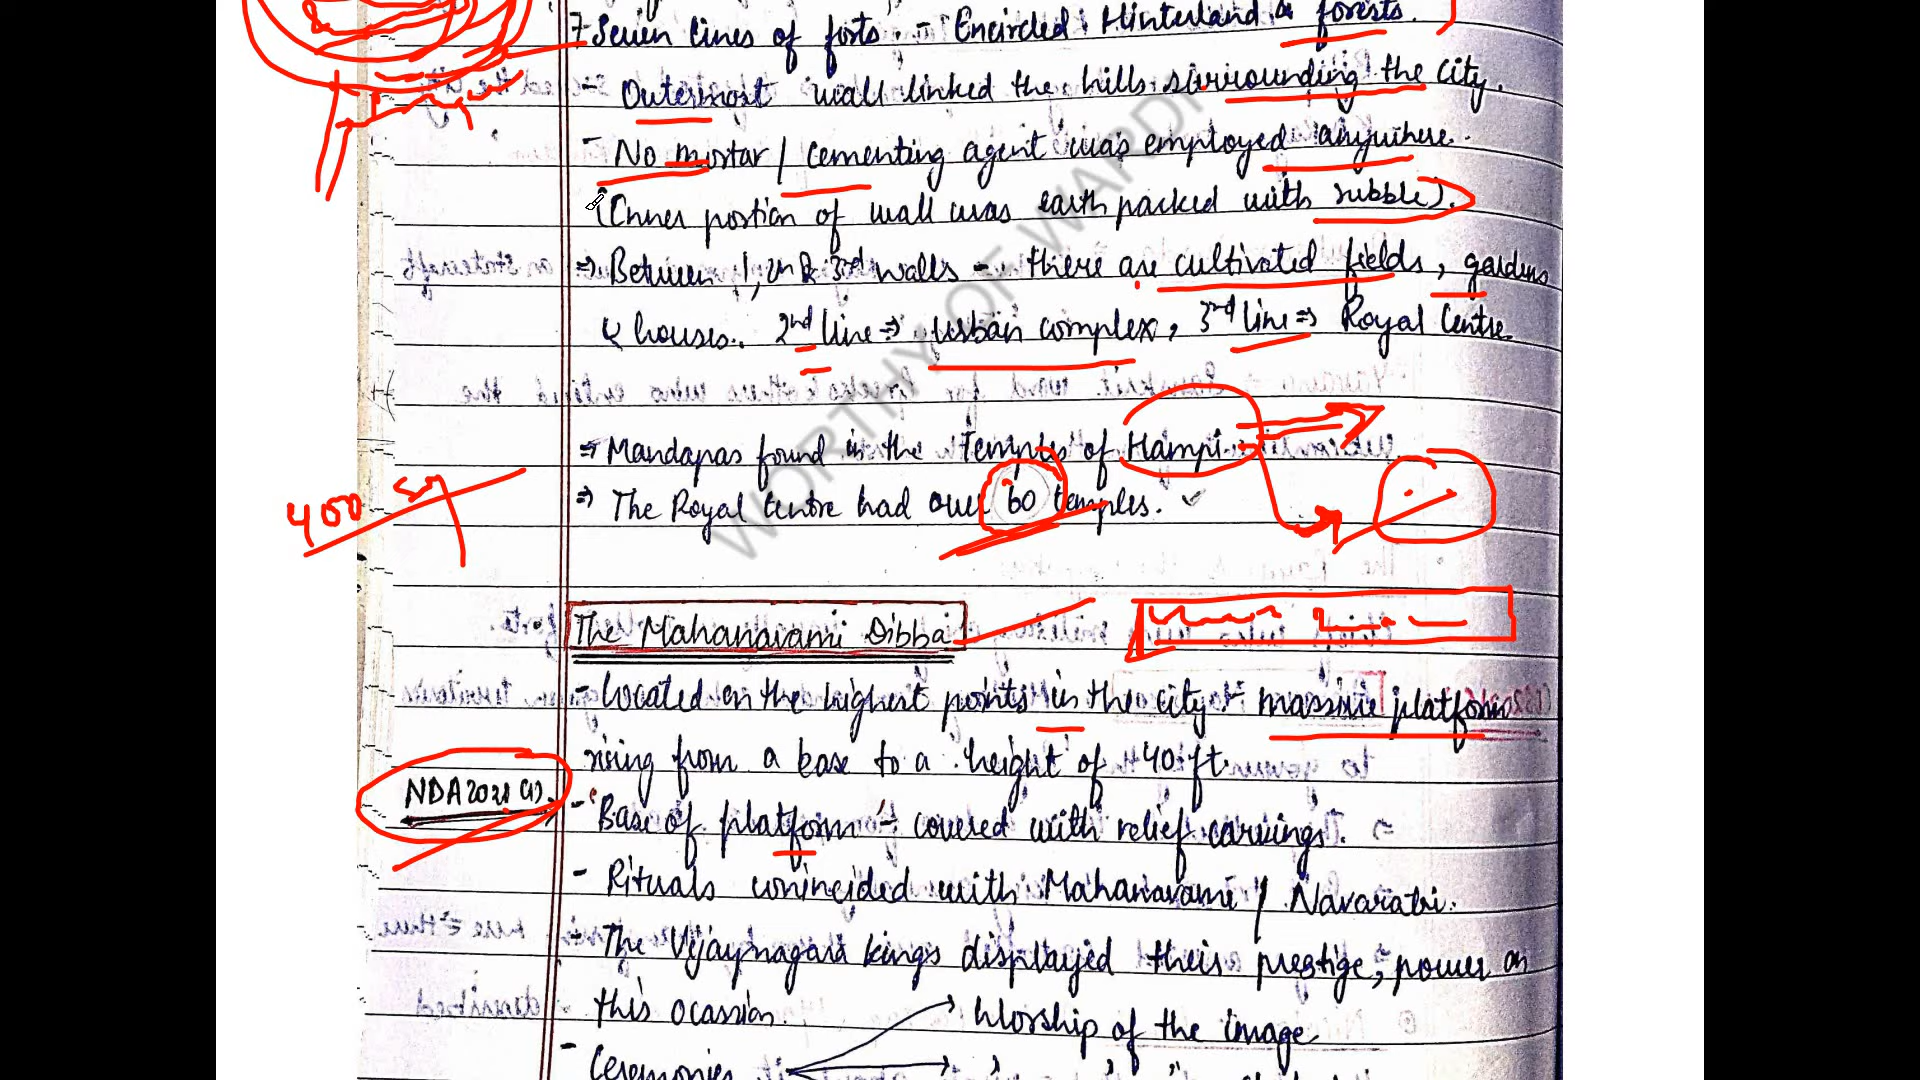 7 Seven lines of forts. - Encircled Hinterland & forests.
- Outermost wall linked the hills surrounding the city.
- No mortar / cementing agent was employed anywhere.
(Inner portion of wall was earth packed with rubble).
⇒ Between 1, 2nd & 3rd walls - there are cultivated fields, gardens
& houses. 2nd line ⇒ urban complex, 3rd line ⇒ Royal Centre.
⇒ Mandapas found in the Temples of Hampi.
400 sq
⇒ The Royal Centre had over 60 temples.
The Mahanavami Dibba
- Located on the highest points in the city - massive platform
rising from a base to a height of 40 ft.
NDA 2021 (1)
- Base of platform - covered with relief carvings.
- Rituals conincided with Mahanavami / Navaratri.
- The Vijaynagara kings displayed their prestige, power on
this ocassion.
Worship of the image
- Ceremonies
WORTHY OF WARDI